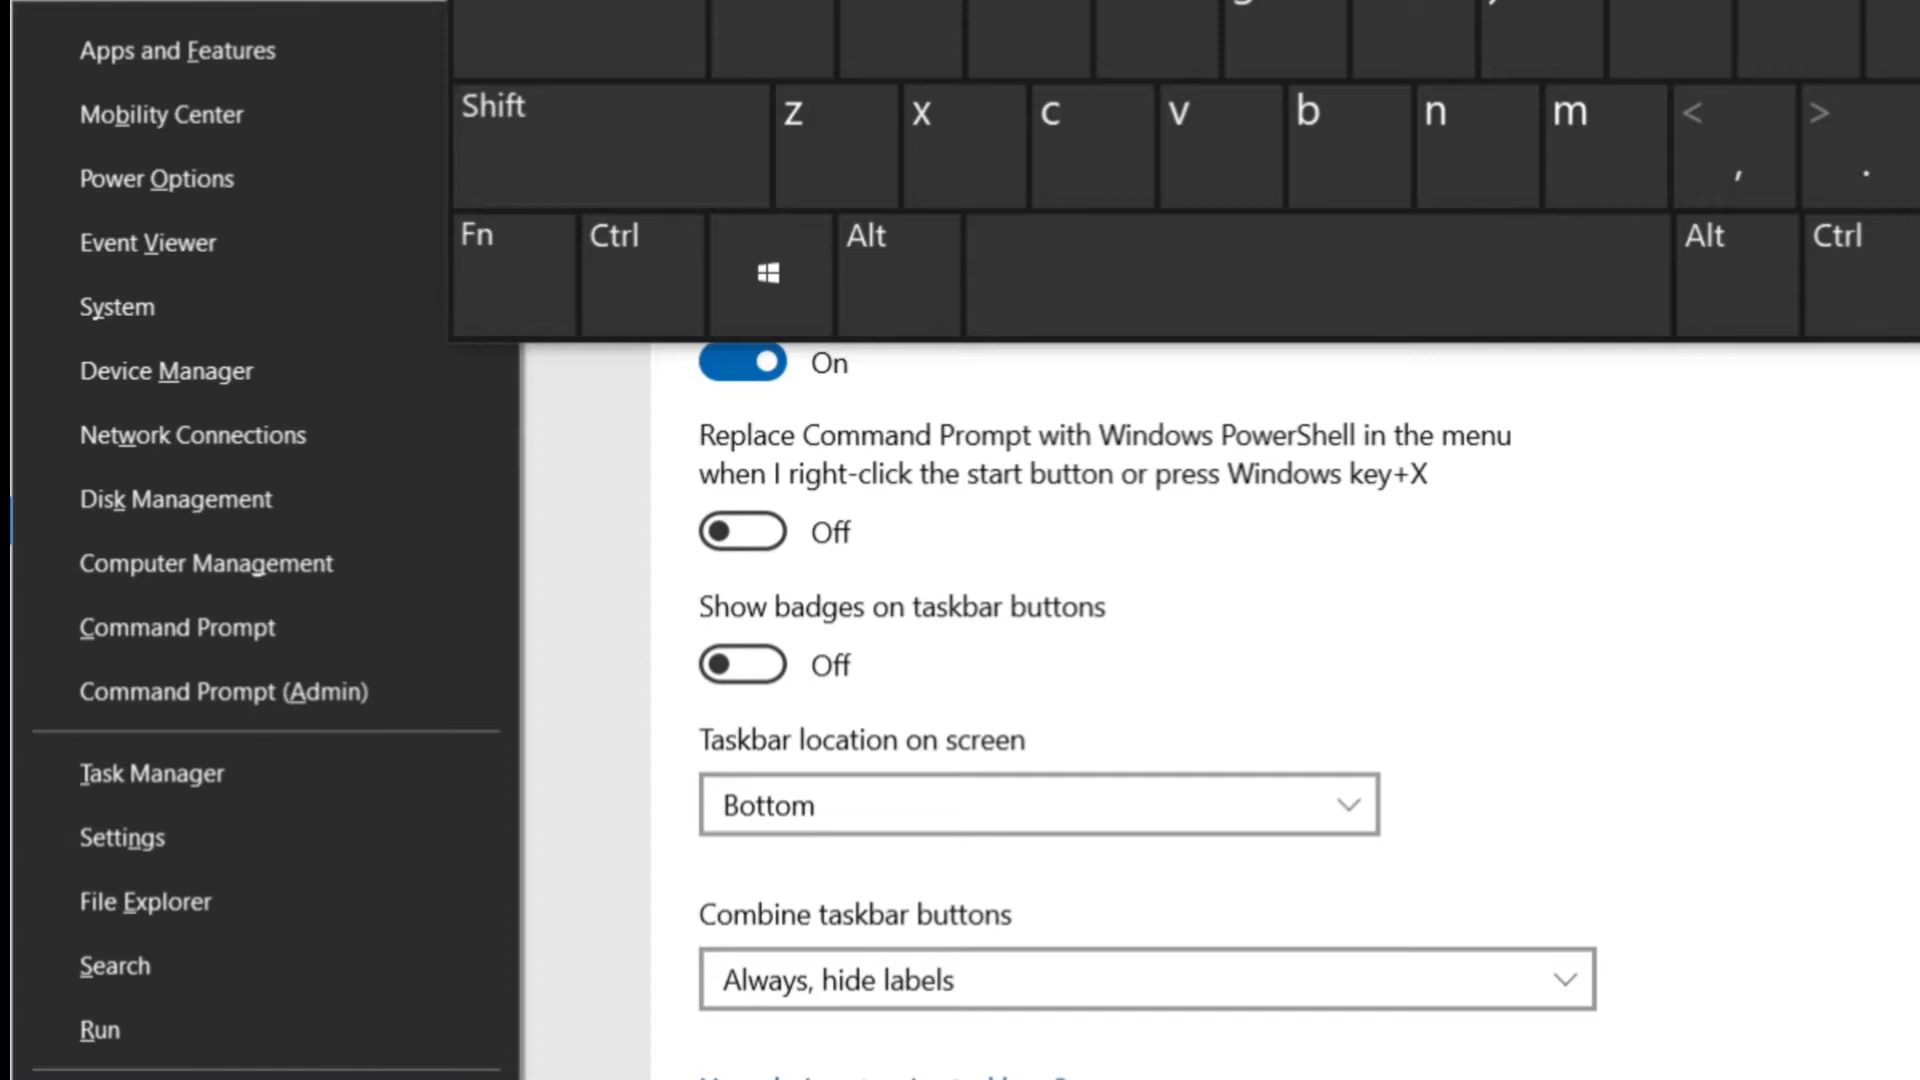 Apps and Features
Mobility Center
Power Options
Event Viewer
System
Device Manager
Network Connections
Disk Management
Computer Management
Command Prompt
Command Prompt (Admin)
Task Manager
Settings
File Explorer
Search
Run
Shift
z
x
c
v
b
n
m
<
,
>
.
Fn
Ctrl
Alt
Alt
Ctrl
On
Replace Command Prompt with Windows PowerShell in the menu
when I right-click the start button or press Windows key+X
Off
Show badges on taskbar buttons
Off
Taskbar location on screen
Bottom
Combine taskbar buttons
Always, hide labels